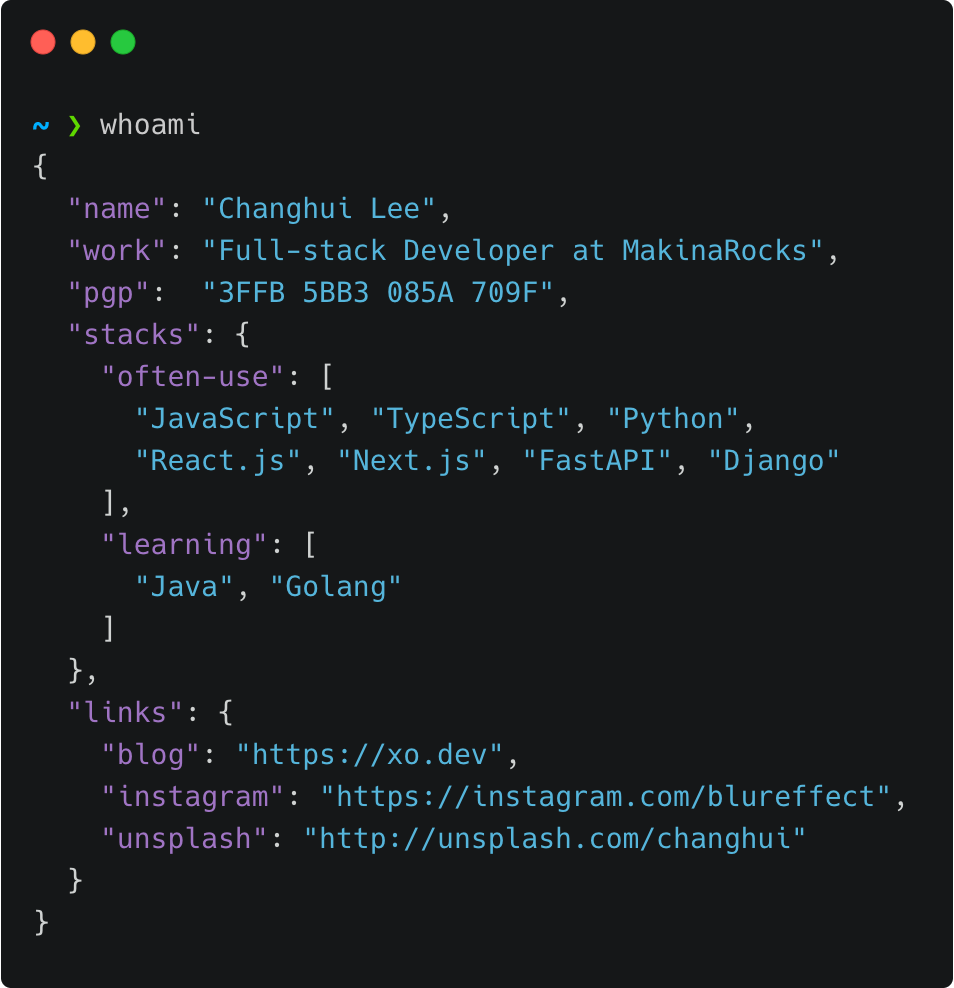 ~ ❯ whoami
{
  "name": "Changhui Lee",
  "work": "Full-stack Developer at MakinaRocks",
  "pgp":  "3FFB 5BB3 085A 709F",
  "stacks": {
    "often-use": [
      "JavaScript", "TypeScript", "Python",
      "React.js", "Next.js", "FastAPI", "Django"
    ],
    "learning": [
      "Java", "Golang"
    ]
  },
  "links": {
    "blog": "https://xo.dev",
    "instagram": "https://instagram.com/blureffect",
    "unsplash": "http://unsplash.com/changhui"
  }
}